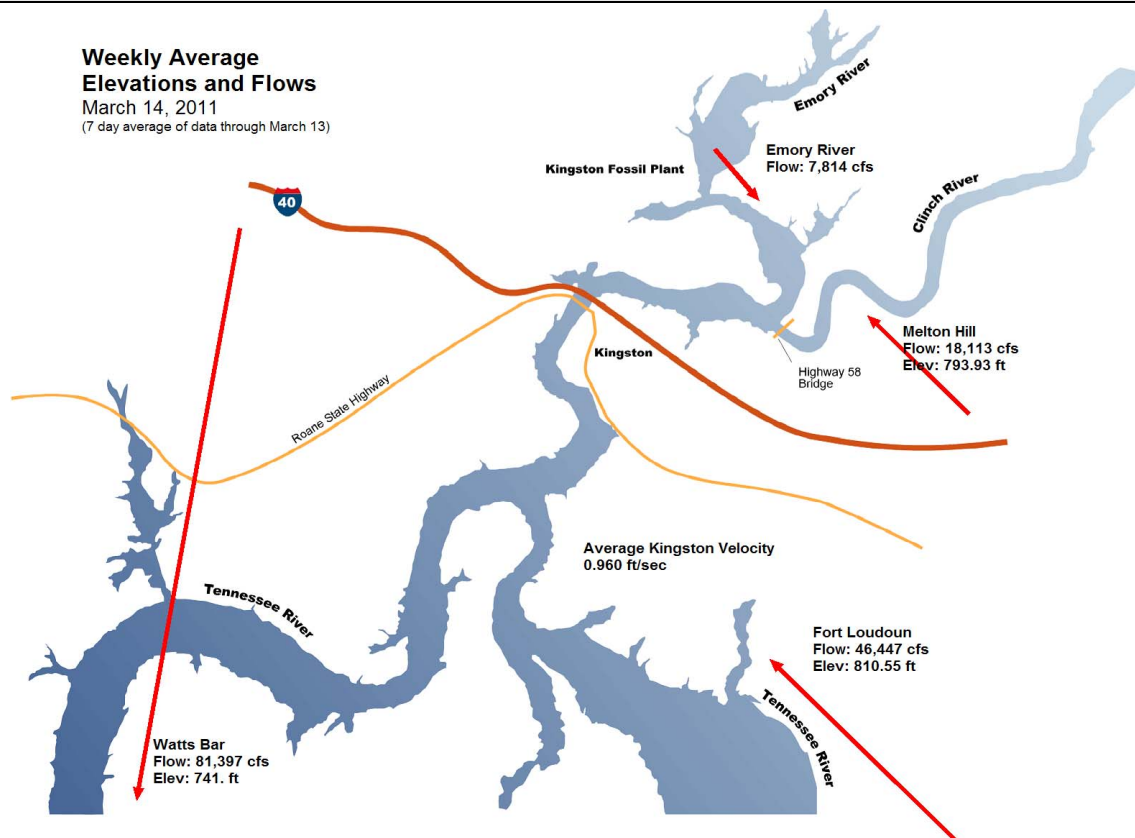 Weekly Average
Elevations and Flows
March 14, 2011
(7 day average of data through March 13)
40
Emory River
Emory River
Flow: 7,814 cfs
Kingston Fossil Plant
Clinch River
Melton Hill
Flow: 18,113 cfs
Elev: 793.93 ft
Kingston
Highway 58
Bridge
Roane State Highway
Average Kingston Velocity
0.960 ft/sec
Tennessee River
Fort Loudoun
Flow: 46,447 cfs
Elev: 810.55 ft
Tennessee River
Watts Bar
Flow: 81,397 cfs
Elev: 741. ft